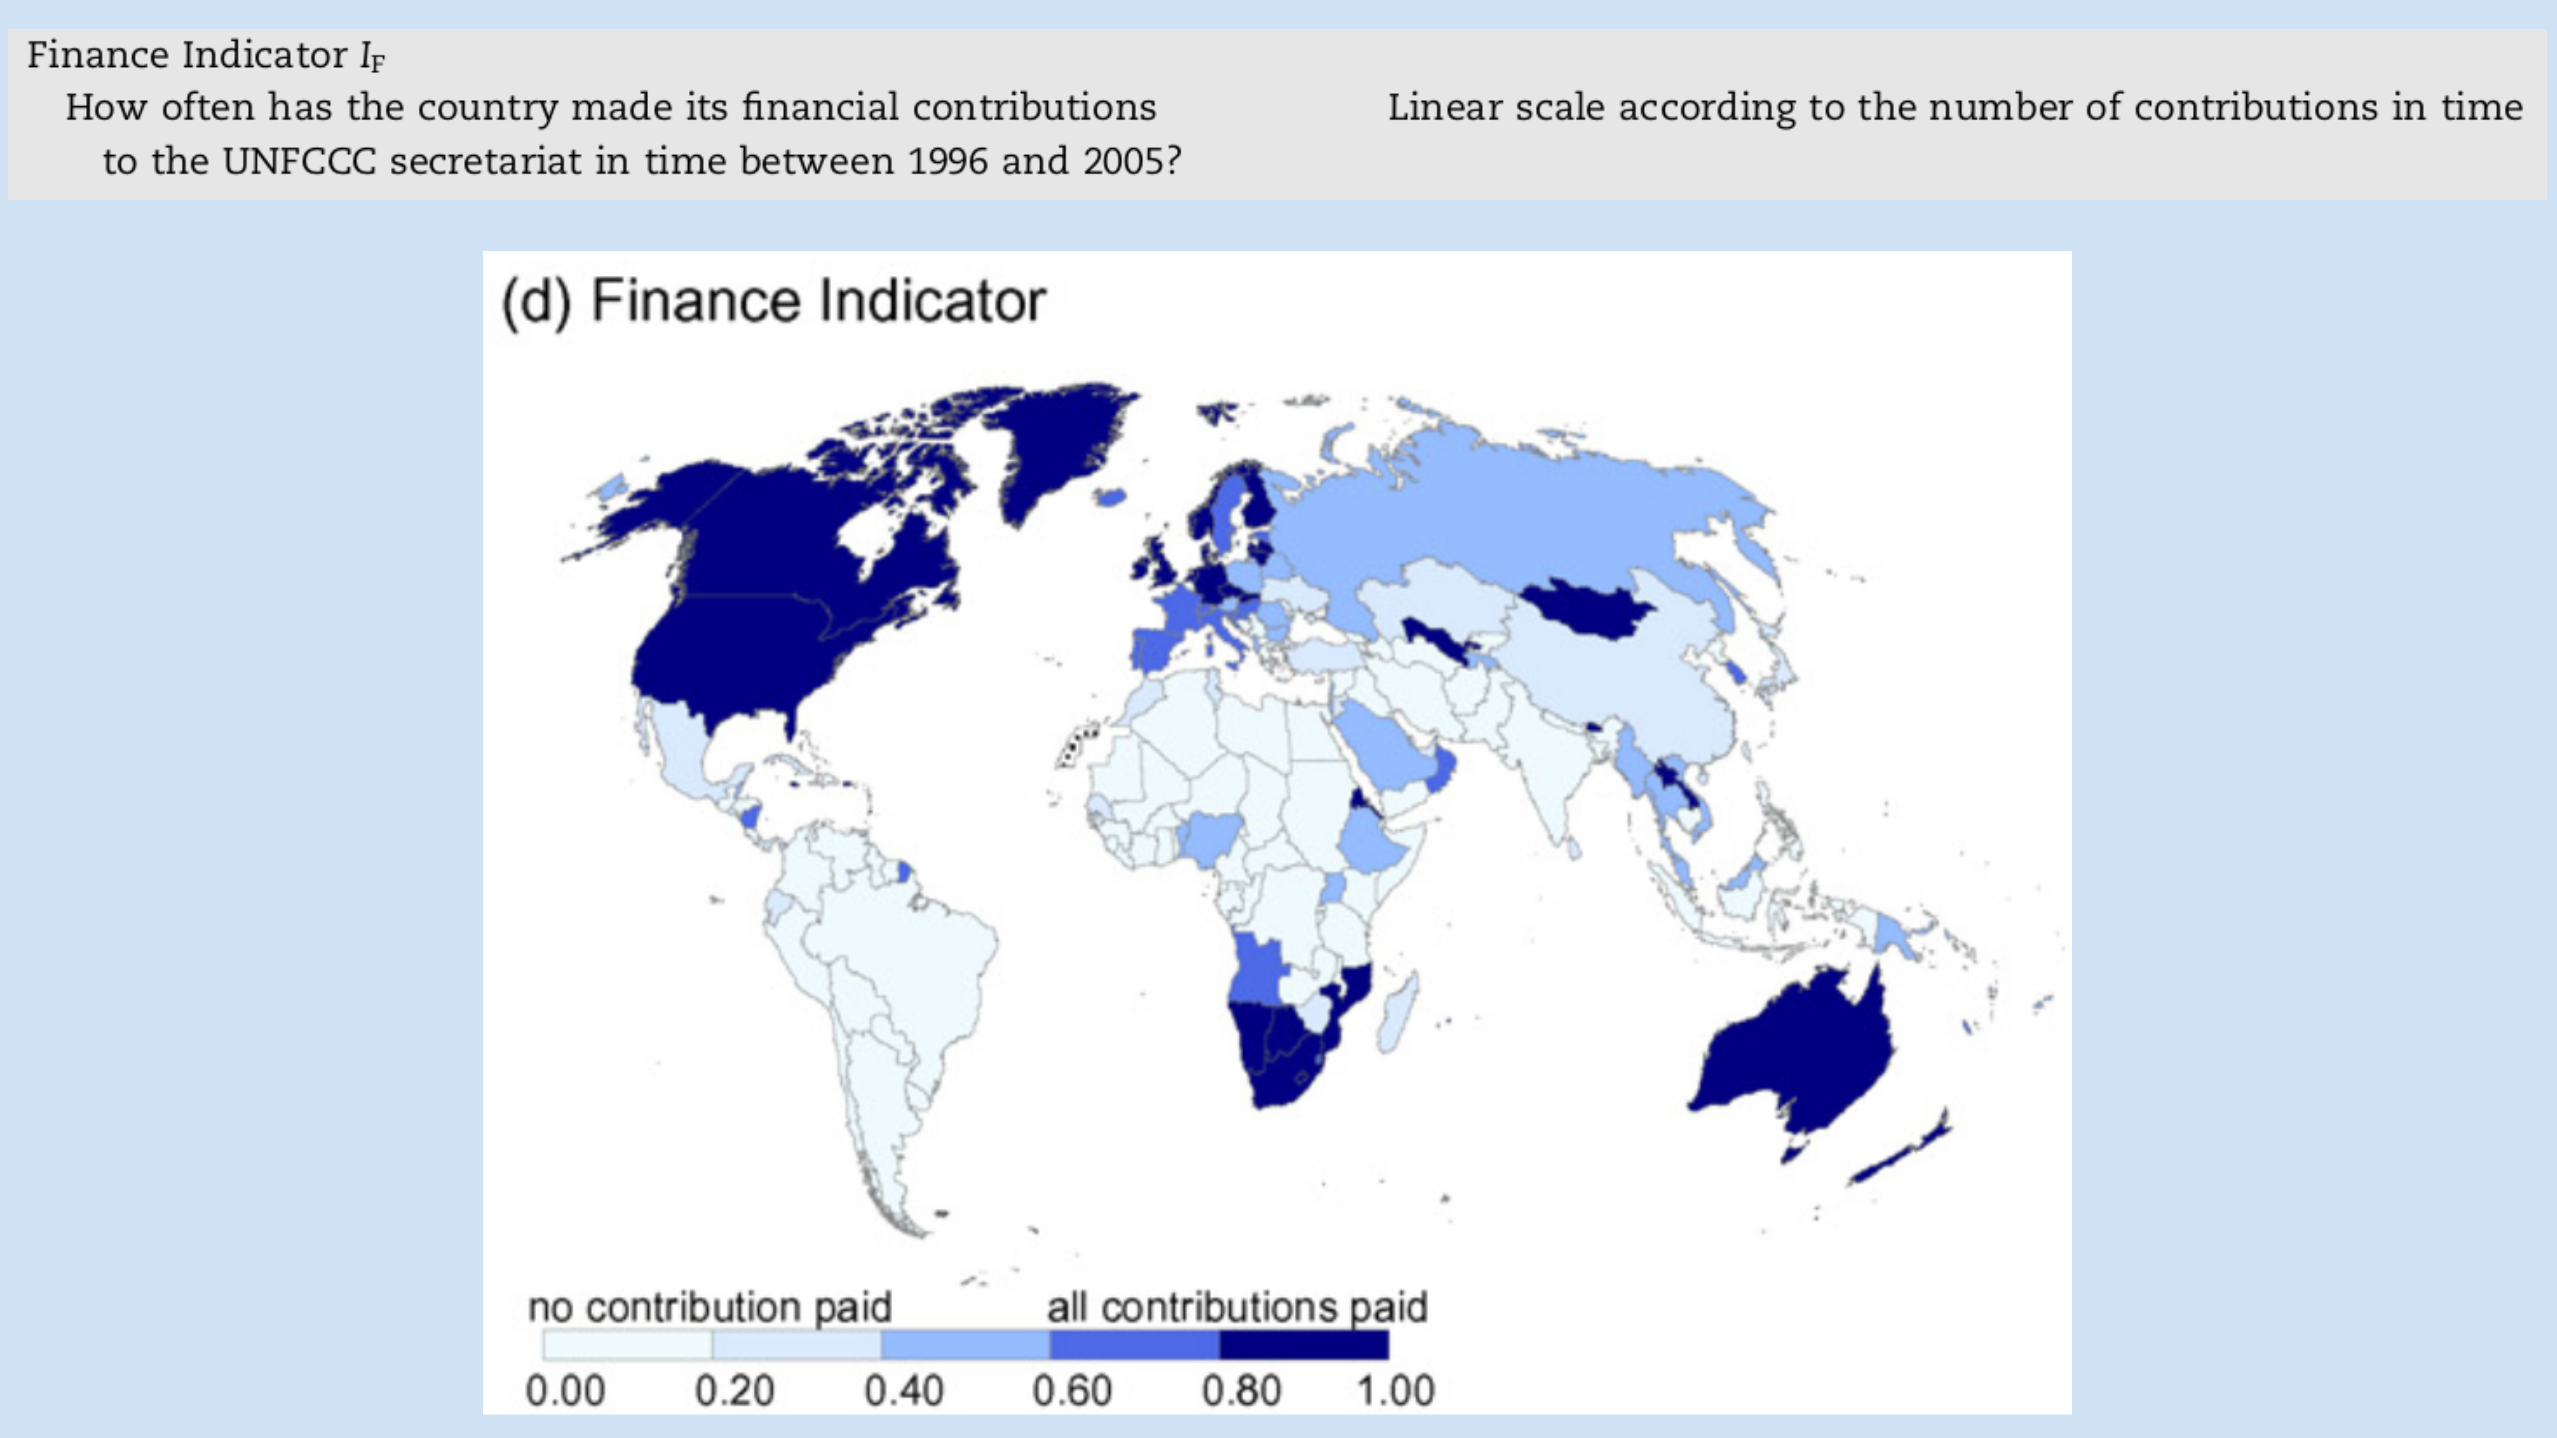 Finance Indicator IF
How often has the country made its financial contributions
to the UNFCCC secretariat in time between 1996 and 2005?
Linear scale according to the number of contributions in time
(d) Finance Indicator
no contribution paid
all contributions paid
0.00 0.20 0.40 0.60 0.80 1.00